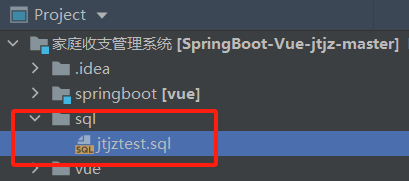 Project
家庭收支管理系统 [SpringBoot-Vue-jtjz-master]
.idea
springboot [vue]
sql
SQL jtjztest.sql
vue